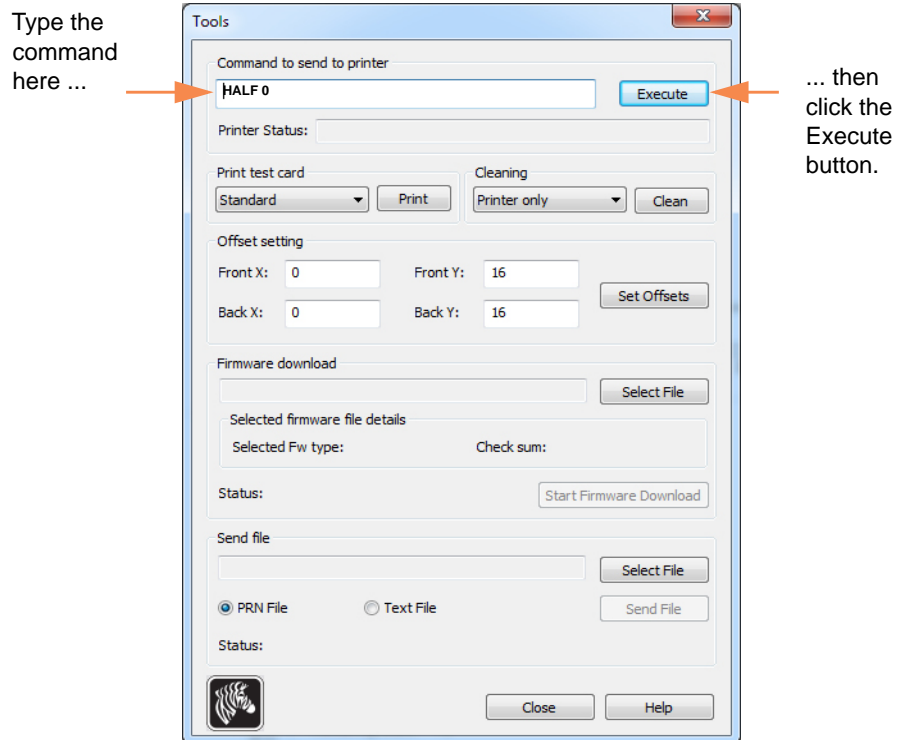 Type the
command
here ...
Tools
Command to send to printer
HALF 0
Execute
... then
click the
Execute
button.
Printer Status:
Print test card
Standard
Print
Cleaning
Printer only
Clean
Offset setting
Front X: 0 Front Y: 16
Back X: 0 Back Y: 16
Set Offsets
Firmware download
Select File
Selected firmware file details
Selected Fw type: Check sum:
Status:
Start Firmware Download
Send file
Select File
PRN File Text File
Send File
Status:
Close Help